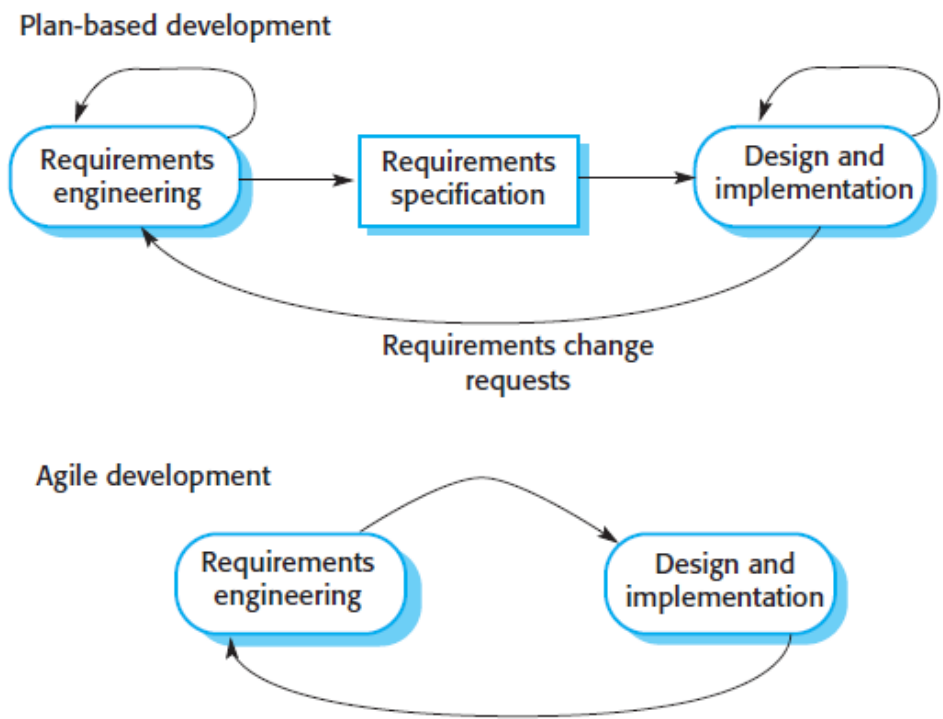 Plan-based development
Requirements
engineering
Requirements
specification
Design and
implementation
Requirements change
requests
Agile development
Requirements
engineering
Design and
implementation